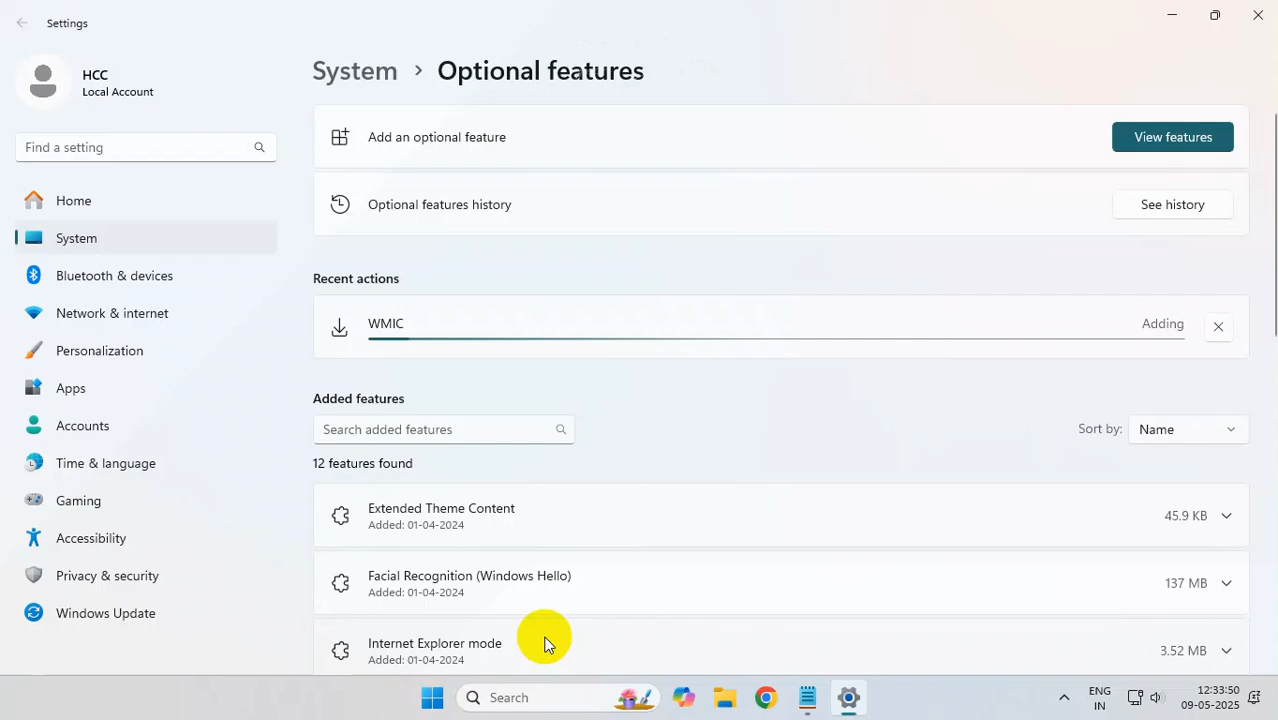 Settings
HCC
Local Account
Find a setting
Home
System
Bluetooth & devices
Network & internet
Personalization
Apps
Accounts
Time & language
Gaming
Accessibility
Privacy & security
Windows Update
System > Optional features
Add an optional feature
View features
Optional features history
See history
Recent actions
WMIC
Adding
Added features
Search added features
Sort by: Name
12 features found
Extended Theme Content
Added: 01-04-2024
45.9 KB
Facial Recognition (Windows Hello)
Added: 01-04-2024
137 MB
Internet Explorer mode
Added: 01-04-2024
3.52 MB
Search
ENG
IN
12:33:50
09-05-2025